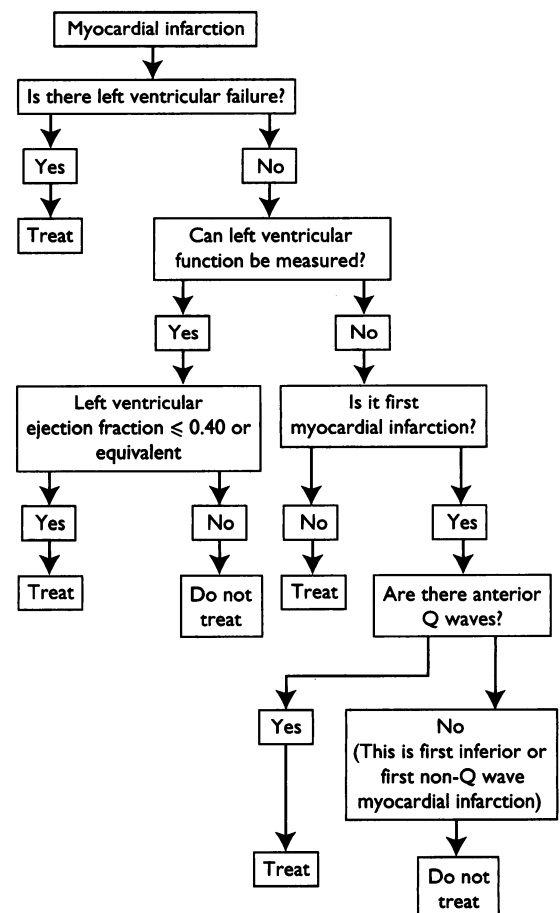 Myocardial infarction
Is there left ventricular failure?
Yes
No
Treat
Can left ventricular
function be measured?
Yes
No
Left ventricular
ejection fraction ⩽ 0.40 or
equivalent
Is it first
myocardial infarction?
Yes
No
No
Yes
Treat
Do not
treat
Treat
Are there anterior
Q waves?
Yes
No
(This is first inferior or
first non-Q wave
myocardial infarction)
Treat
Do not
treat